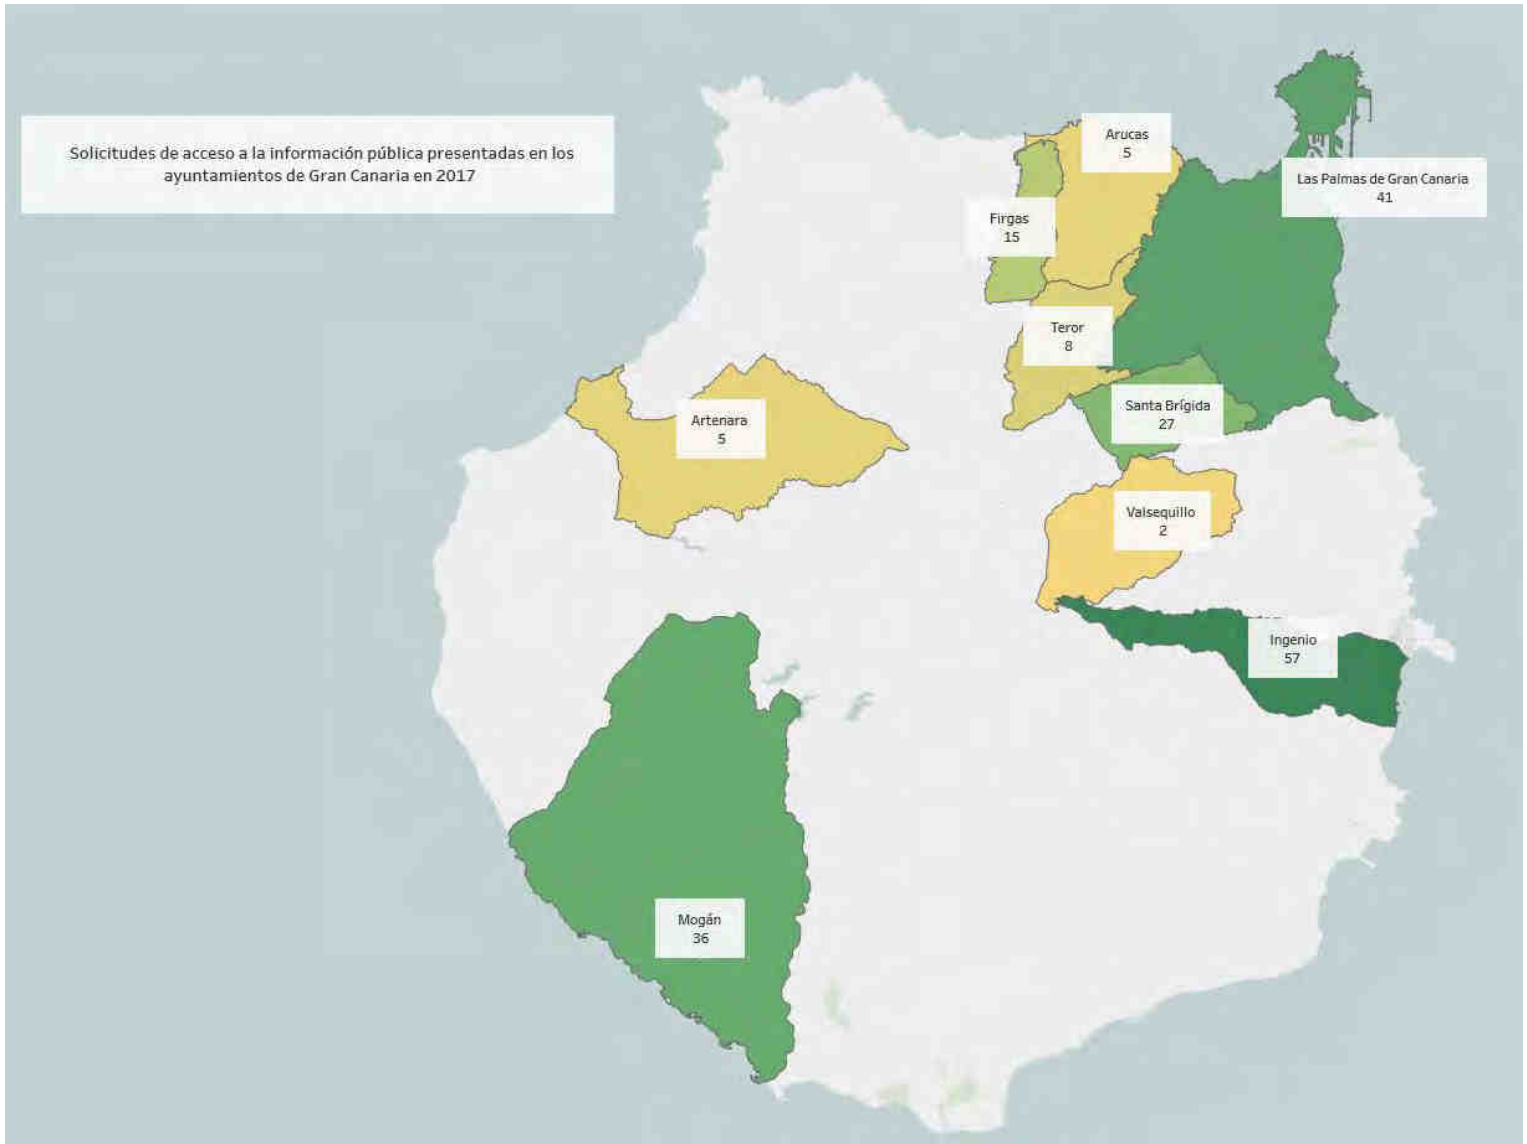 Solicitudes de acceso a la información pública presentadas en los
ayuntamientos de Gran Canaria en 2017
Arucas
5
Las Palmas de Gran Canaria
41
Firgas
15
Teror
8
Santa Brígida
27
Artenara
5
Valsequillo
2
Ingenio
57
Mogán
36